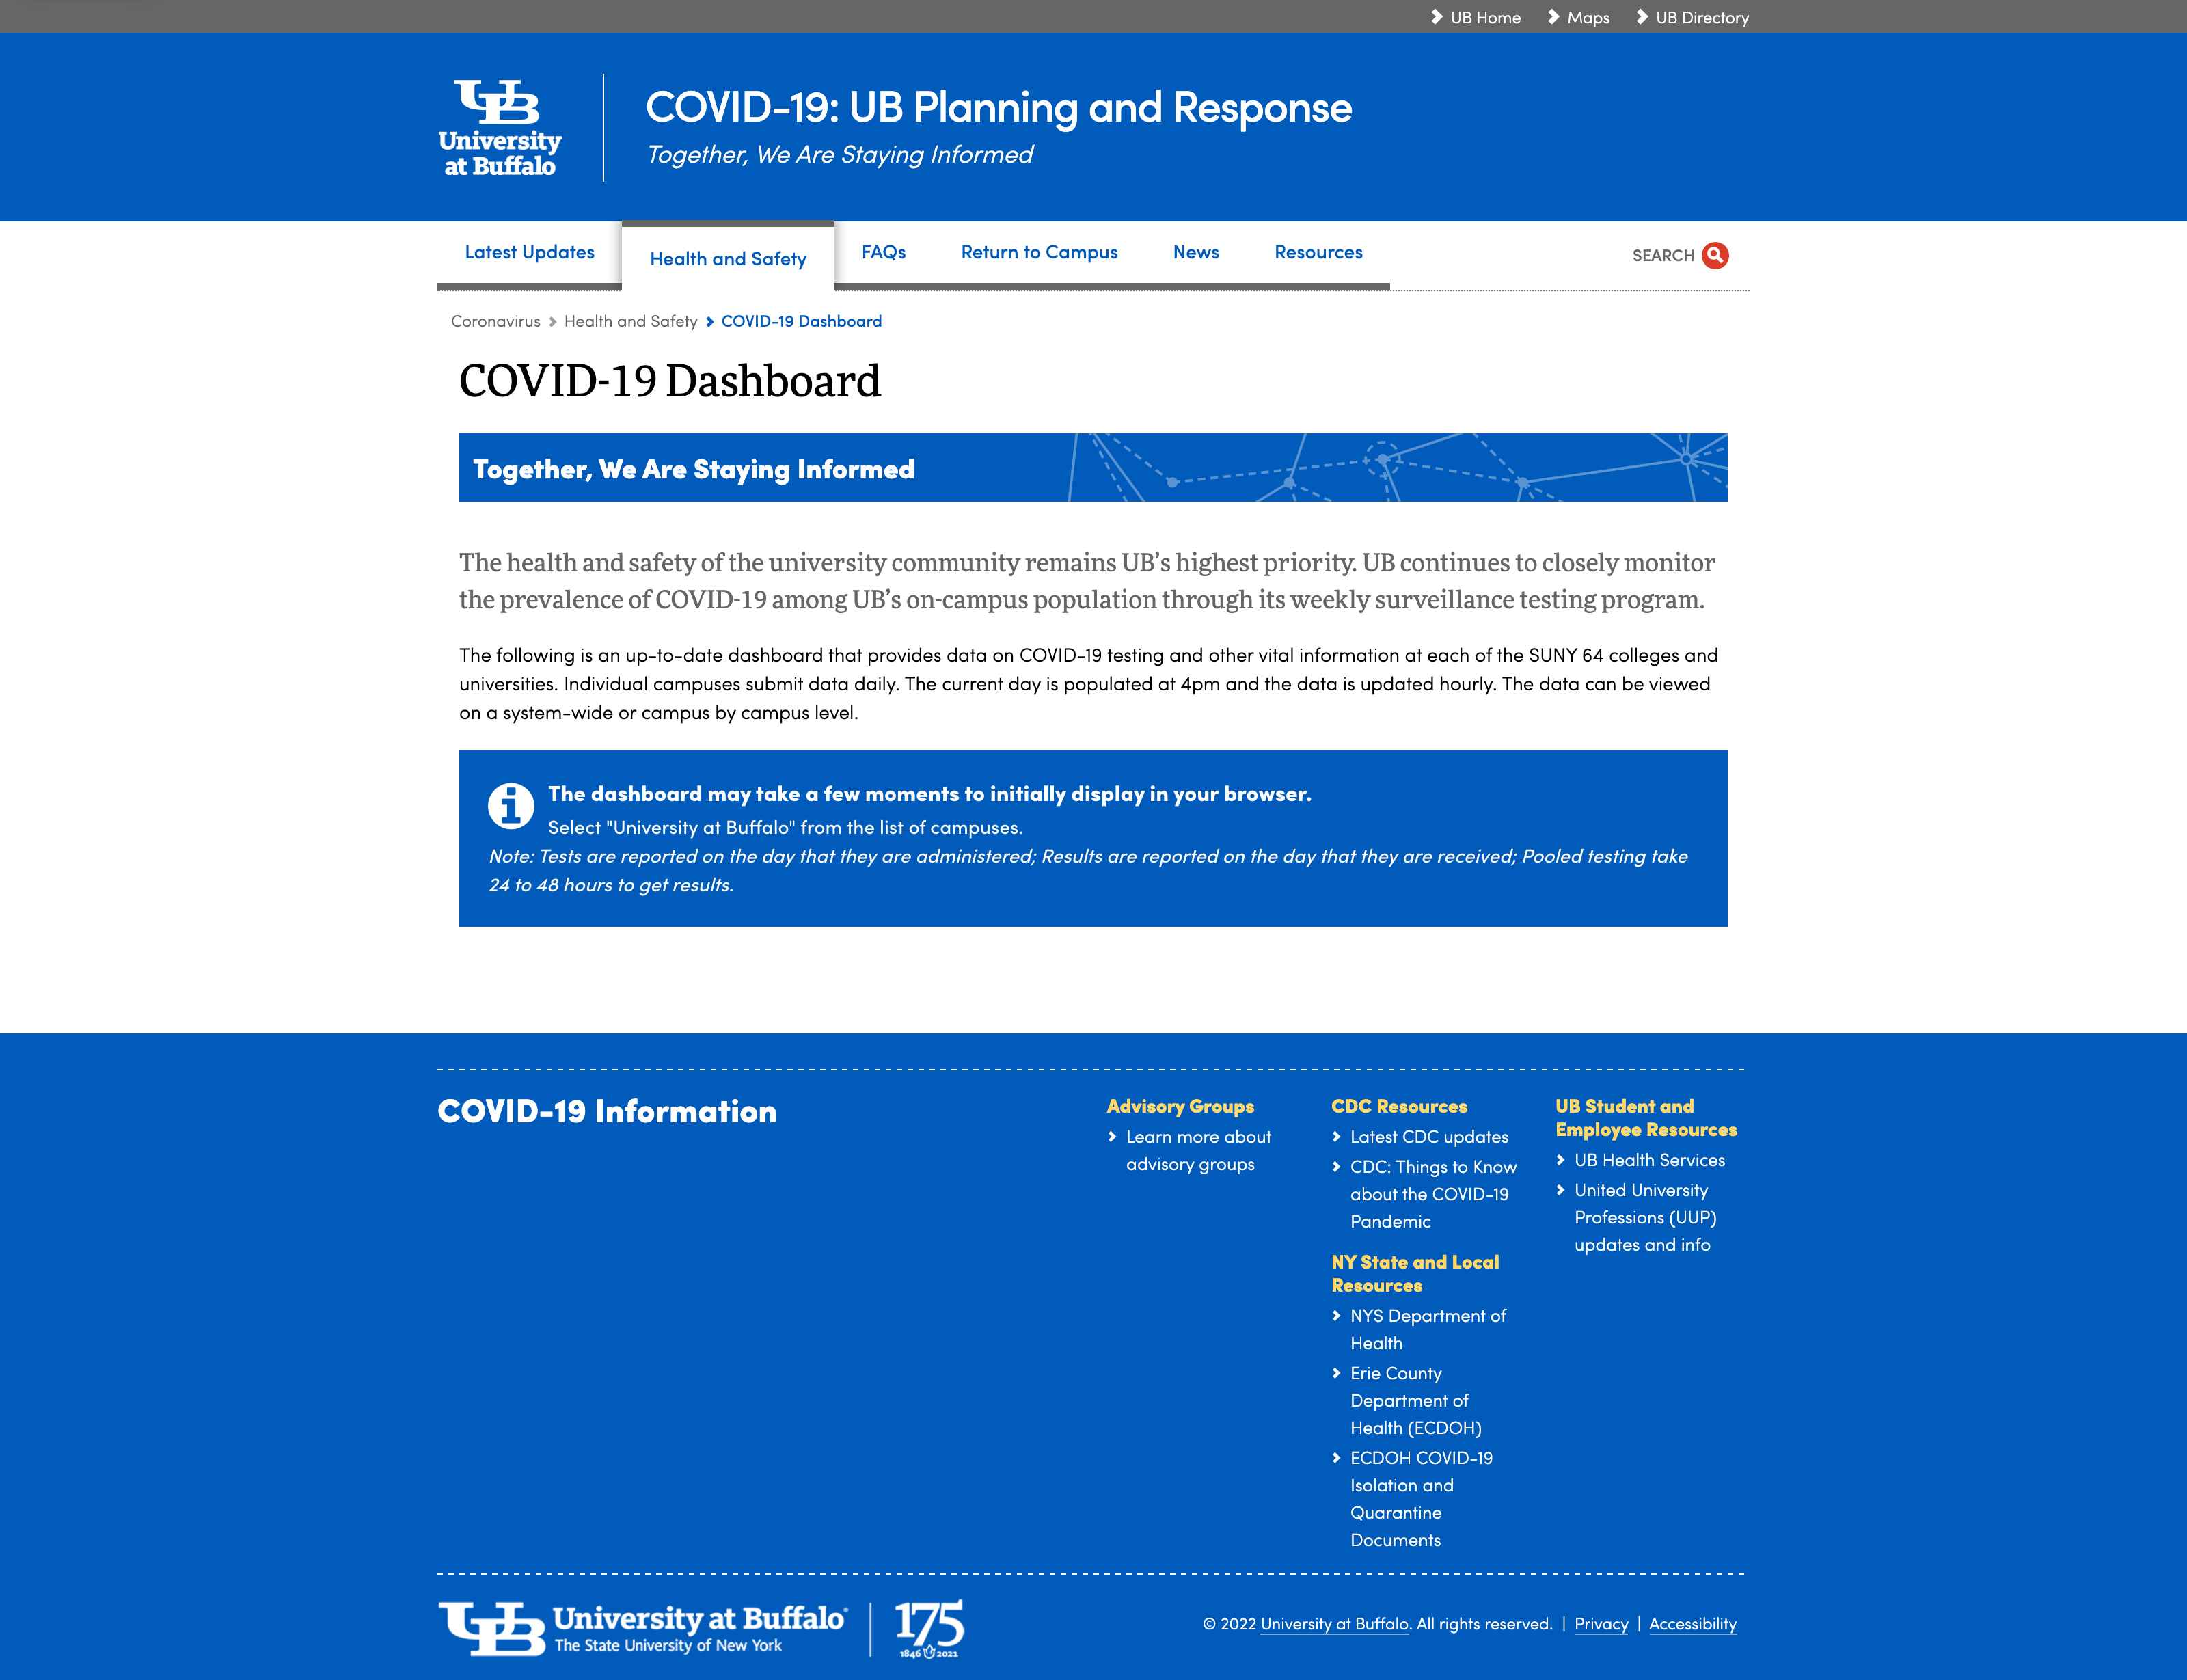 UB Home Maps UB Directory
University
at Buffalo
COVID-19: UB Planning and Response
Together, We Are Staying Informed
Latest Updates Health and Safety FAQs Return to Campus News Resources SEARCH
Coronavirus Health and Safety COVID-19 Dashboard
COVID-19 Dashboard
Together, We Are Staying Informed
The health and safety of the university community remains UB’s highest priority. UB continues to closely monitor
the prevalence of COVID-19 among UB’s on-campus population through its weekly surveillance testing program.
The following is an up-to-date dashboard that provides data on COVID-19 testing and other vital information at each of the SUNY 64 colleges and
universities. Individual campuses submit data daily. The current day is populated at 4pm and the data is updated hourly. The data can be viewed
on a system-wide or campus by campus level.
The dashboard may take a few moments to initially display in your browser.
Select "University at Buffalo" from the list of campuses.
Note: Tests are reported on the day that they are administered; Results are reported on the day that they are received; Pooled testing take
24 to 48 hours to get results.
COVID-19 Information
Advisory Groups
Learn more about
advisory groups
CDC Resources
Latest CDC updates
CDC: Things to Know
about the COVID-19
Pandemic
NY State and Local
Resources
NYS Department of
Health
Erie County
Department of
Health (ECDOH)
ECDOH COVID-19
Isolation and
Quarantine
Documents
UB Student and
Employee Resources
UB Health Services
United University
Professions (UUP)
updates and info
UB University at Buffalo
The State University of New York
175
1846 2021
© 2022 University at Buffalo. All rights reserved. | Privacy | Accessibility